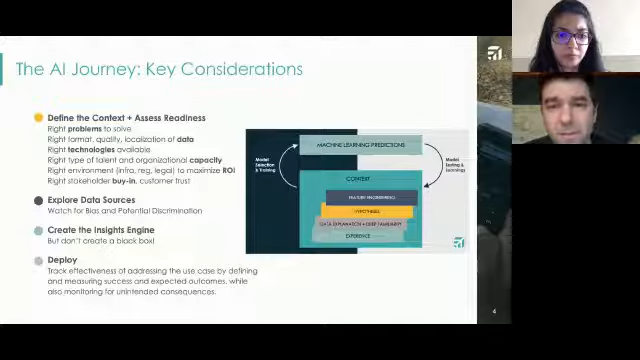 The AI Journey: Key Considerations
Define the Context + Assess Readiness
Right problems to solve
Right format, quality, localization of data
Right technologies available
Right type of talent and organizational capacity
Right environment (infra, reg, legal) to maximize ROI
Right stakeholder buy-in, customer trust
Explore Data Sources
Watch for Bias and Potential Discrimination
Create the Insights Engine
But don't create a black box!
Deploy
Track effectiveness of addressing the use case by defining
and measuring success and expected outcomes, while
also monitoring for unintended consequences.
MACHINE LEARNING PREDICTIONS
Model
Selection
& Training
Model
Testing &
Learnings
CONTEXT
FEATURE ENGINEERING
HYPOTHESIS
DATA EXPLANATION + DEEP FAMILIARITY
EXPERIENCE
4